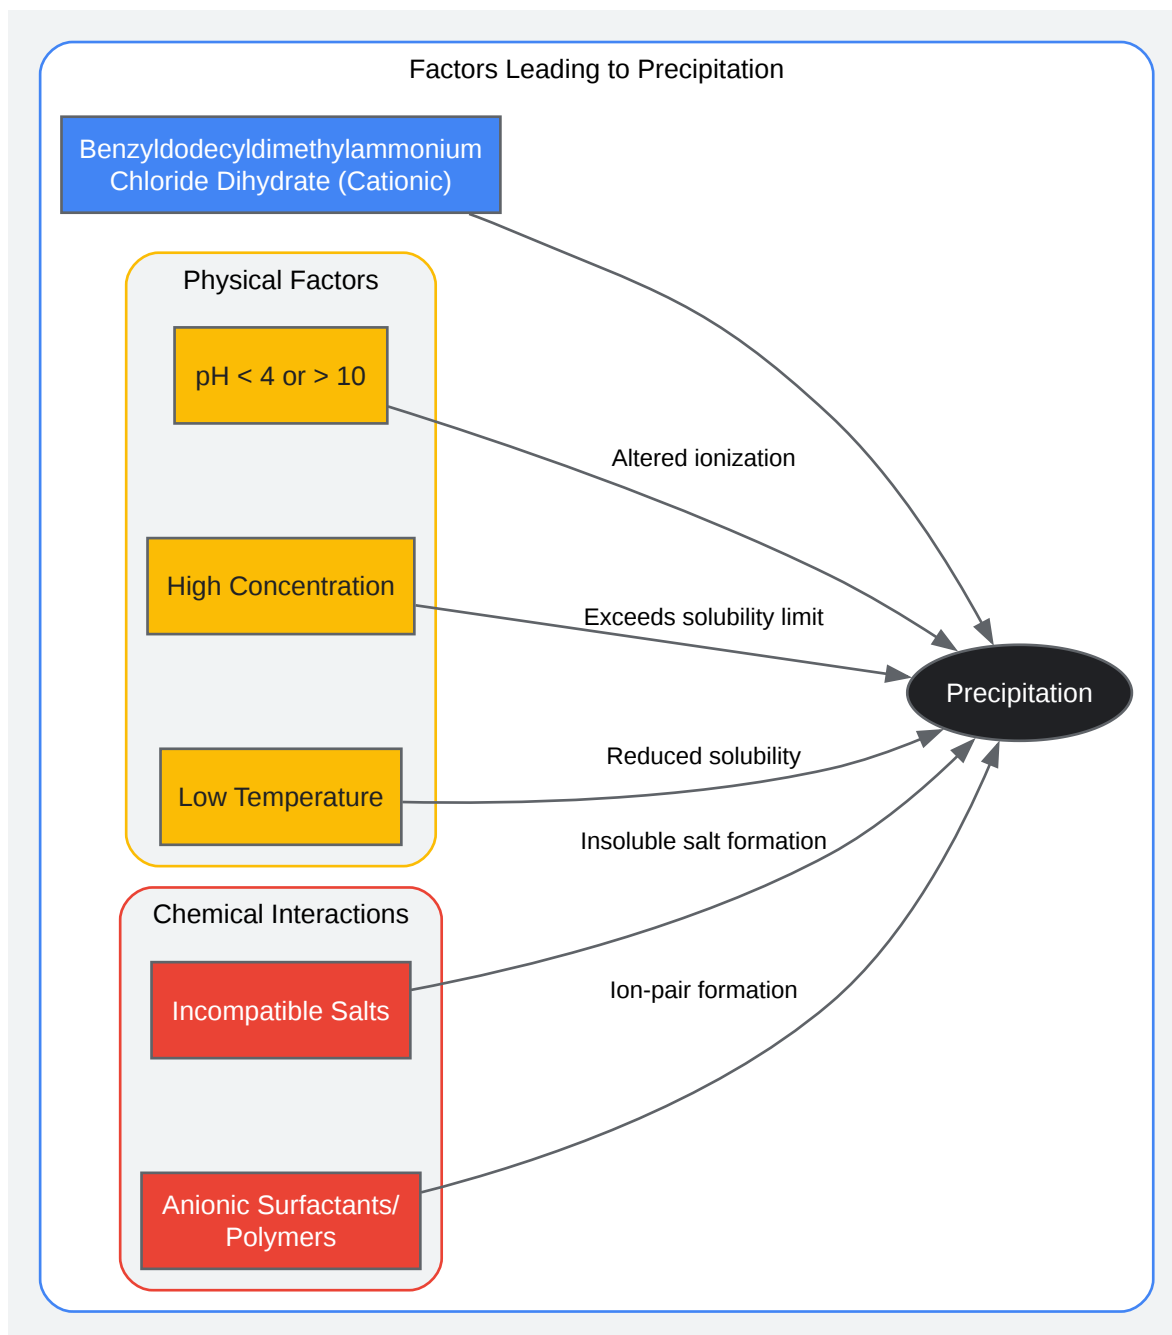 Factors Leading to Precipitation
Benzyldodecyldimethylammonium
Chloride Dihydrate (Cationic)
Physical Factors
pH < 4 or > 10
Altered ionization
High Concentration
Exceeds solubility limit
Precipitation
Low Temperature
Reduced solubility
Insoluble salt formation
Chemical Interactions
Incompatible Salts
Ion-pair formation
Anionic Surfactants/
Polymers